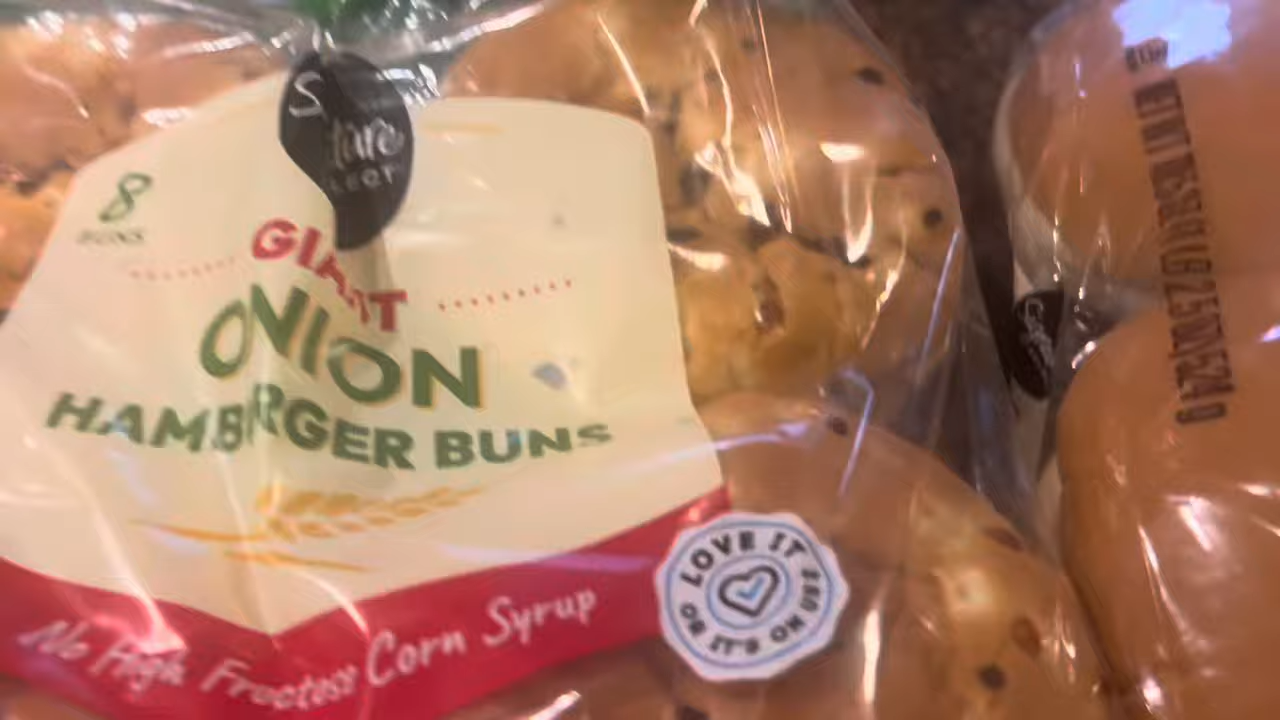 8
BUNS
GIANT
ONION
HAMBURGER BUNS
No High Fructose Corn Syrup
LOVE IT
OR IT'S ON US!